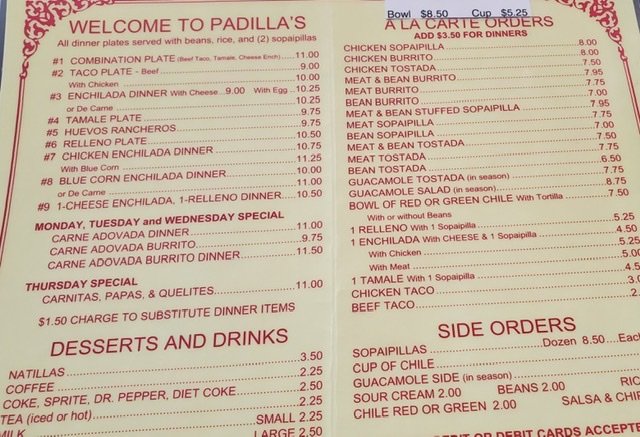 WELCOME TO PADILLA'S
All dinner plates served with beans, rice, and (2) sopaipillas
#1 COMBINATION PLATE (Beef Taco, Tamale, Cheese Ench) ....11.00
#2 TACO PLATE - Beef 9.00
With Chicken 10.00
#3 ENCHILADA DINNER With Cheese 9.00 With Egg 10.25
or De Carne 10.25
#4 TAMALE PLATE 9.75
#5 HUEVOS RANCHEROS 9.75
#6 RELLENO PLATE 10.50
#7 CHICKEN ENCHILADA DINNER 10.75
With Blue Corn 11.25
#8 BLUE CORN ENCHILADA DINNER 10.00
or De Carne 11.00
#9 1-CHEESE ENCHILADA, 1-RELLENO DINNER 10.50
MONDAY, TUESDAY and WEDNESDAY SPECIAL
CARNE ADOVADA DINNER 11.00
CARNE ADOVADA BURRITO 9.75
CARNE ADOVADA BURRITO DINNER 11.50
THURSDAY SPECIAL
CARNITAS, PAPAS, & QUELITES 11.00
$1.50 CHARGE TO SUBSTITUTE DINNER ITEMS
DESSERTS AND DRINKS
NATILLAS 3.50
COFFEE 2.25
COKE, SPRITE, DR. PEPPER, DIET COKE 2.50
TEA (iced or hot) SMALL 2.25
MILK LARGE 2.50
Bowl $8.50 Cup $5.25
A LA CARTE ORDERS
ADD $3.50 FOR DINNERS
CHICKEN SOPAIPILLA 8.00
CHICKEN BURRITO 8.00
CHICKEN TOSTADA 7.50
MEAT & BEAN BURRITO 7.95
MEAT BURRITO 7.75
BEAN BURRITO 7.00
MEAT & BEAN STUFFED SOPAIPILLA 7.95
MEAT SOPAIPILLA 7.75
BEAN SOPAIPILLA 7.00
MEAT & BEAN TOSTADA 7.50
MEAT TOSTADA 7.75
BEAN TOSTADA 6.50
GUACAMOLE TOSTADA (in season) 7.75
GUACAMOLE SALAD (in season) 8.75
BOWL OF RED OR GREEN CHILE With Tortilla 7.50
With or without Beans
1 RELLENO With 1 Sopaipilla 5.25
1 ENCHILADA With CHEESE & 1 Sopaipilla 4.50
With Chicken 5.25
With Meat 5.00
1 TAMALE With 1 Sopaipilla
CHICKEN TACO
BEEF TACO
SIDE ORDERS
SOPAIPILLAS Dozen 8.50 ....Eac
CUP OF CHILE
GUACAMOLE SIDE (in season)
SOUR CREAM 2.00 BEANS 2.00 RIC
CHILE RED OR GREEN 2.00 SALSA & CHI
OR DEBIT CARDS ACCEPTE